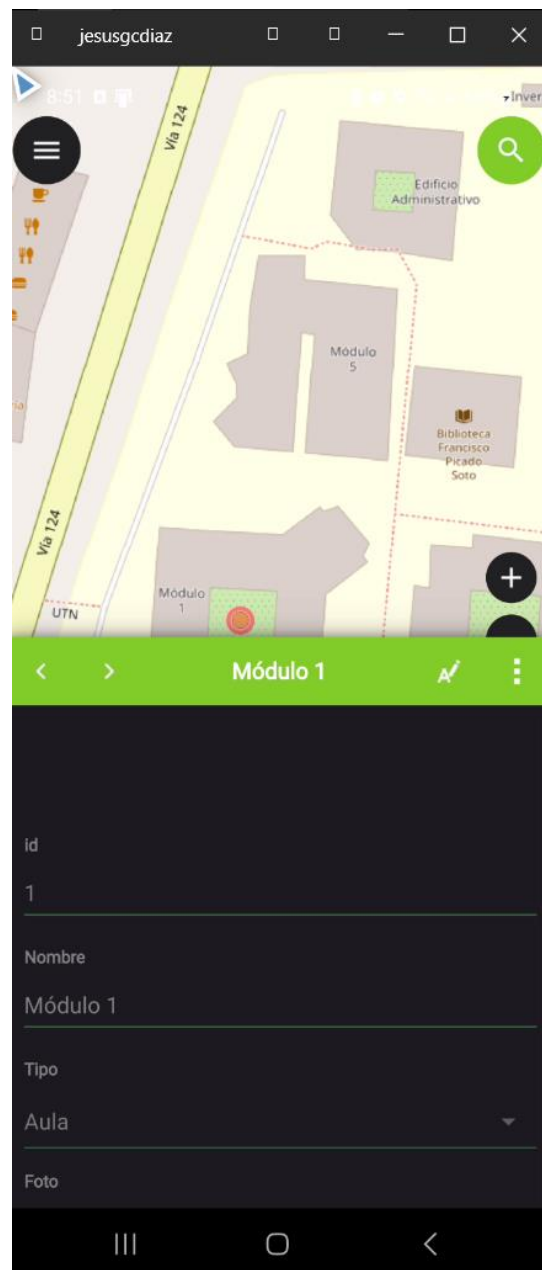 jesusgcdiaz
8:51
Inver
Vía 124
Edificio
Administrativo
Módulo
5
Biblioteca
Francisco
Picado
Soto
Vía 124
Módulo
1
UTN
Módulo 1
id
1
Nombre
Módulo 1
Tipo
Aula
Foto